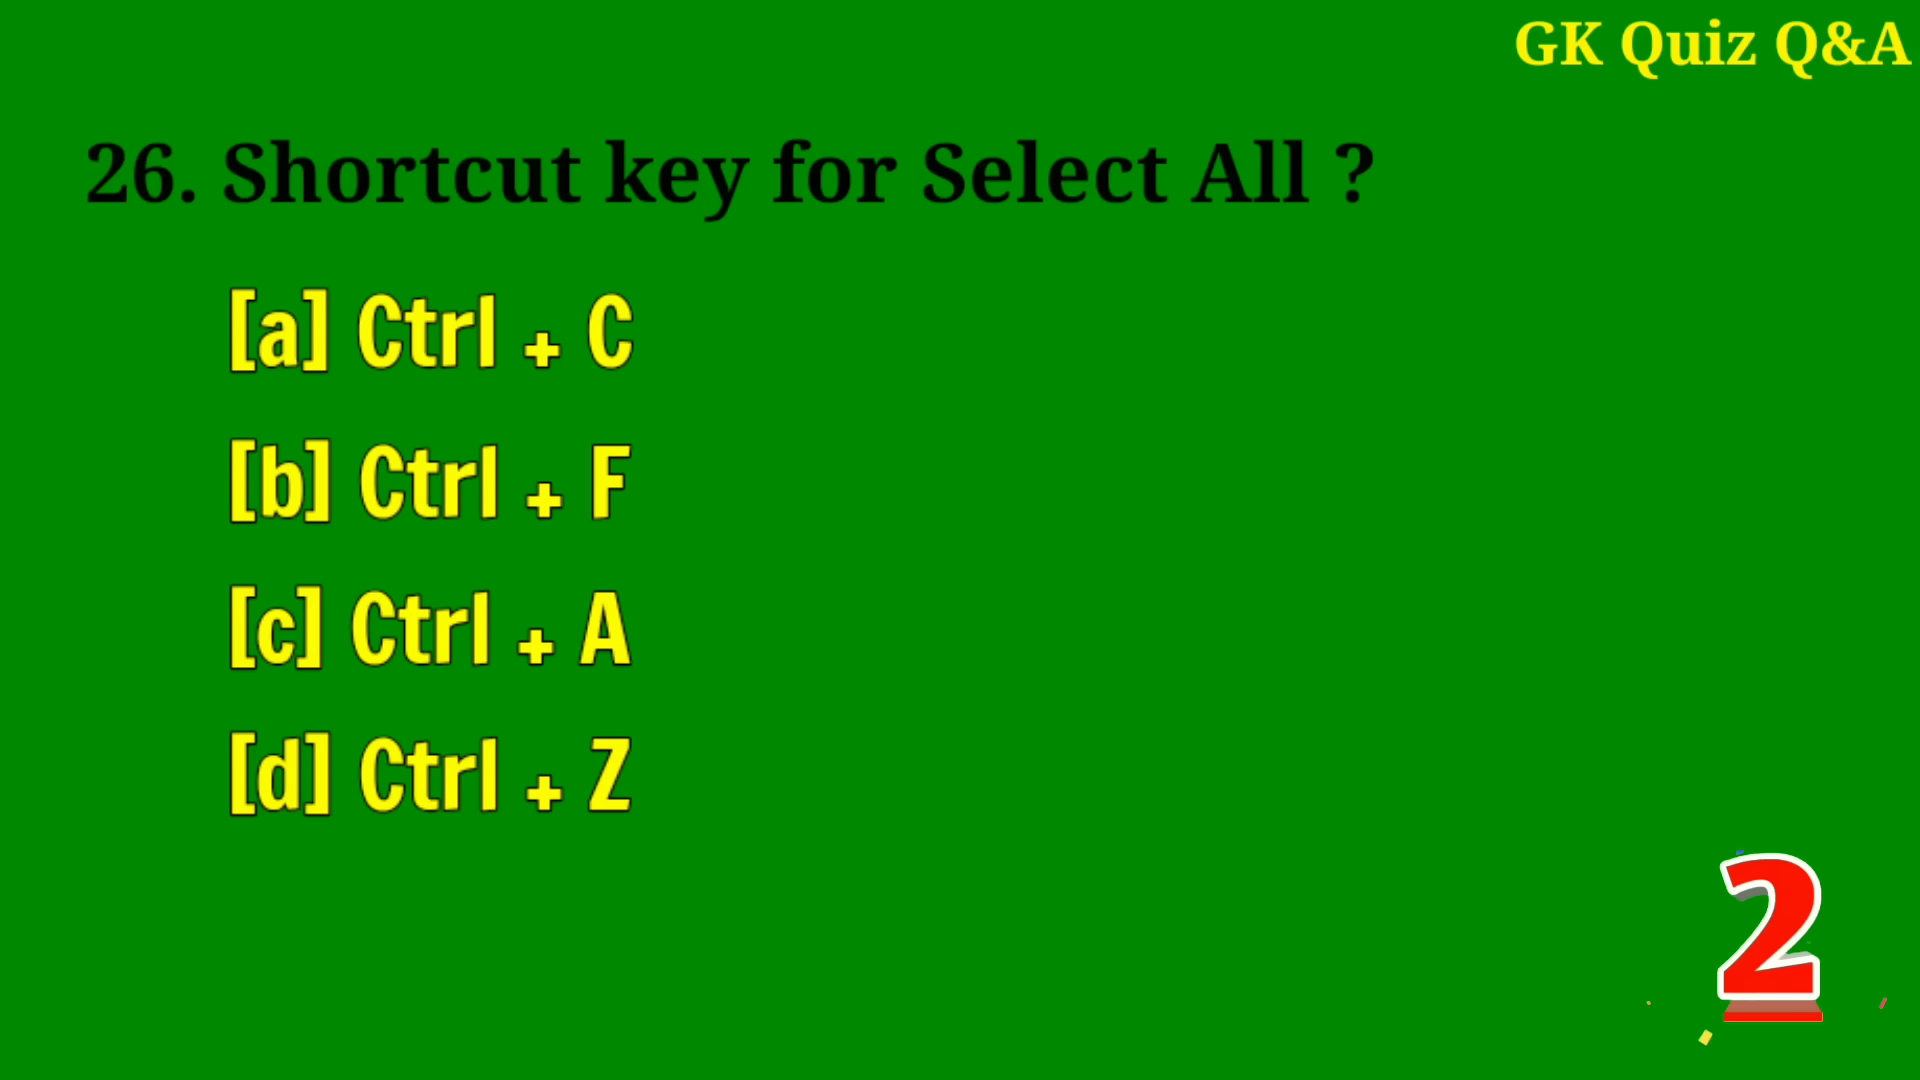 GK Quiz Q&A
26. Shortcut key for Select All ?
[a] Ctrl + C
[b] Ctrl + F
[c] Ctrl + A
[d] Ctrl + Z
2